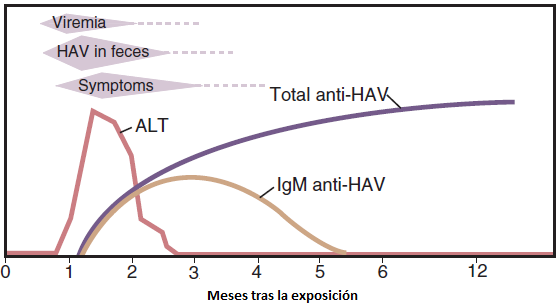 Viremia
HAV in feces
Symptoms
Total anti-HAV
ALT
IgM anti-HAV
0 1 2 3 4 5 6 12
Meses tras la exposición